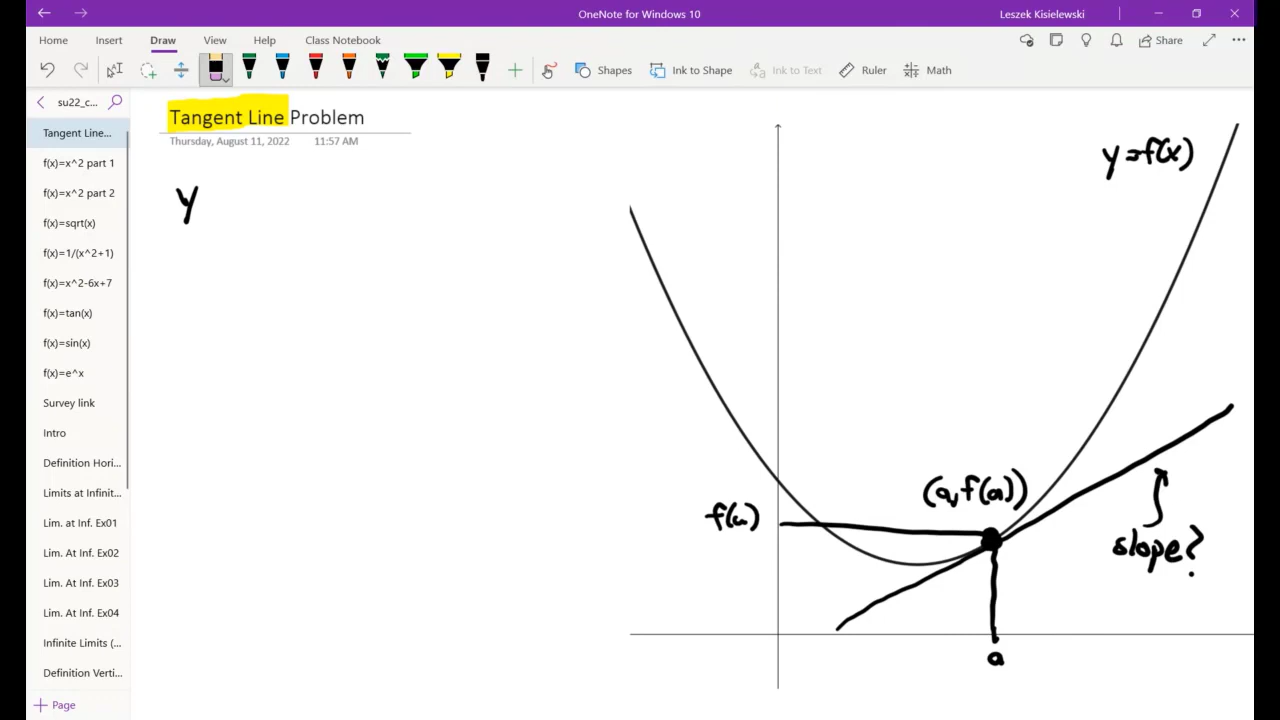 OneNote for Windows 10
Leszek Kisielewski
Home Insert Draw View Help Class Notebook
Share
Shapes Ink to Shape Ink to Text Ruler Math
su22_c...
Tangent Line Problem
Thursday, August 11, 2022 11:57 AM
Tangent Line...
f(x)=x^2 part 1
f(x)=x^2 part 2
f(x)=sqrt(x)
f(x)=1/(x^2+1)
f(x)=x^2-6x+7
f(x)=tan(x)
f(x)=sin(x)
f(x)=e^x
Survey link
Intro
Definition Hori...
Limits at Infinit...
Lim. at Inf. Ex01
Lim. At Inf. Ex02
Lim. At Inf. Ex03
Lim. At Inf. Ex04
Infinite Limits (...
Definition Verti...
Page
y
y=f(x)
(a, f(a))
f(a)
slope?
a